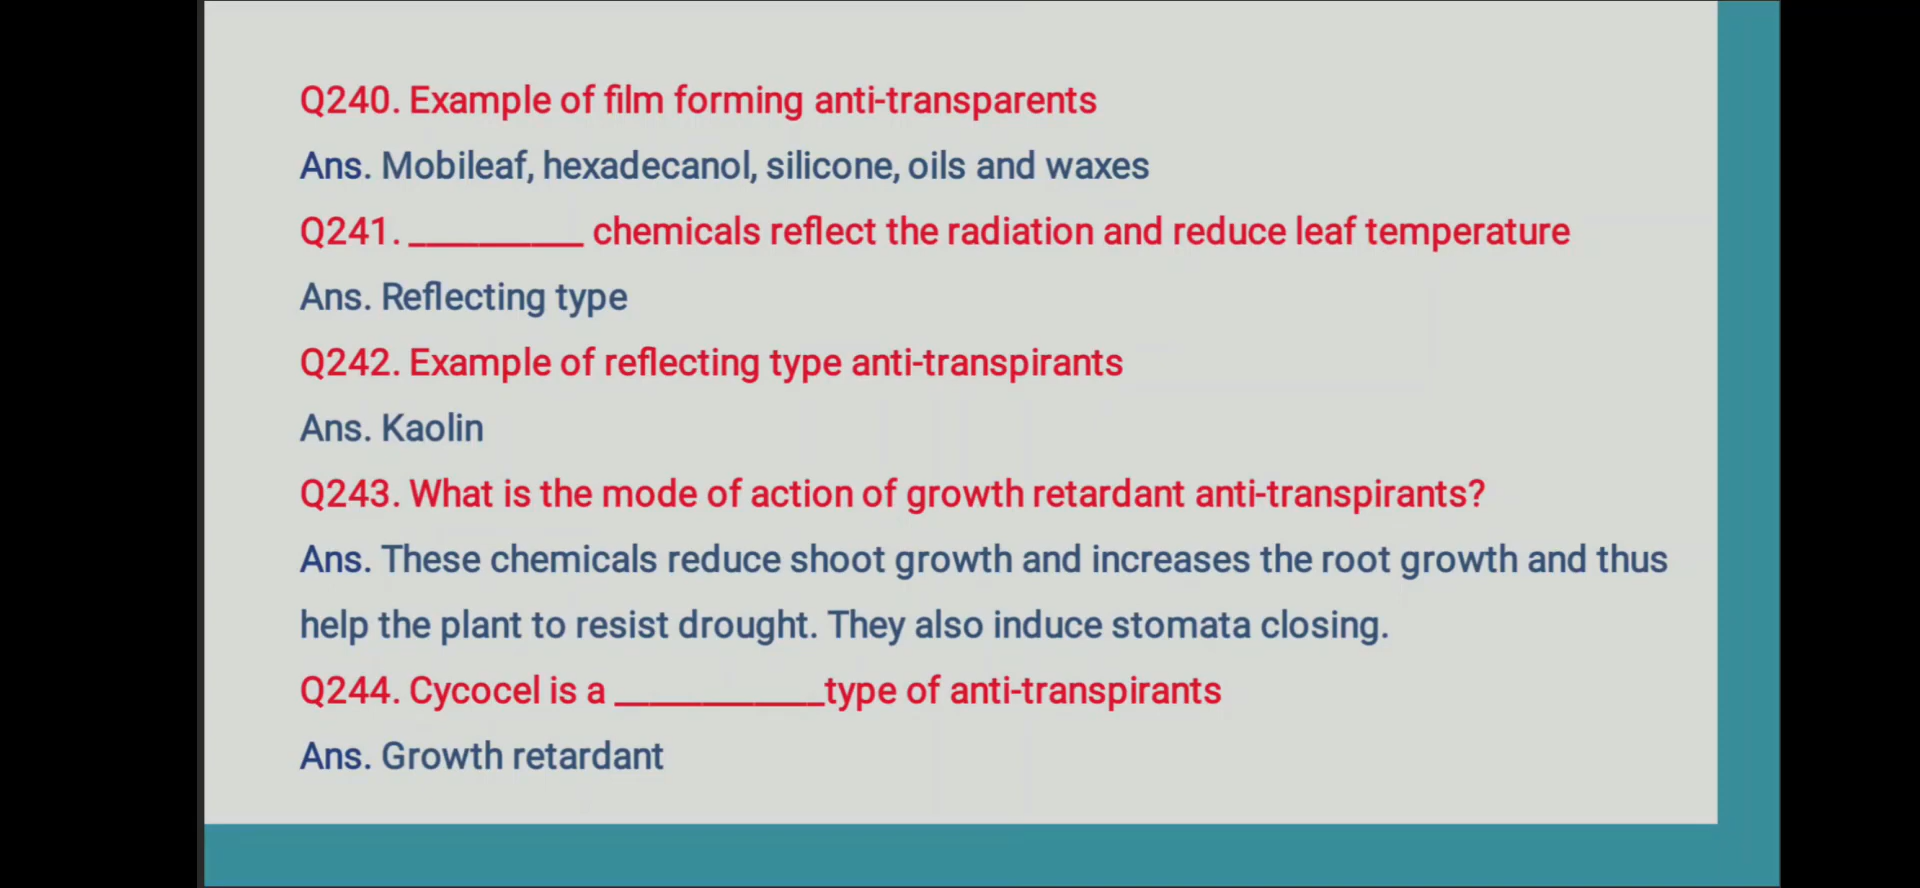 Q240. Example of film forming anti-transparents
Ans. Mobileaf, hexadecanol, silicone, oils and waxes
Q241. __________ chemicals reflect the radiation and reduce leaf temperature
Ans. Reflecting type
Q242. Example of reflecting type anti-transpirants
Ans. Kaolin
Q243. What is the mode of action of growth retardant anti-transpirants?
Ans. These chemicals reduce shoot growth and increases the root growth and thus
help the plant to resist drought. They also induce stomata closing.
Q244. Cycocel is a ____________type of anti-transpirants
Ans. Growth retardant